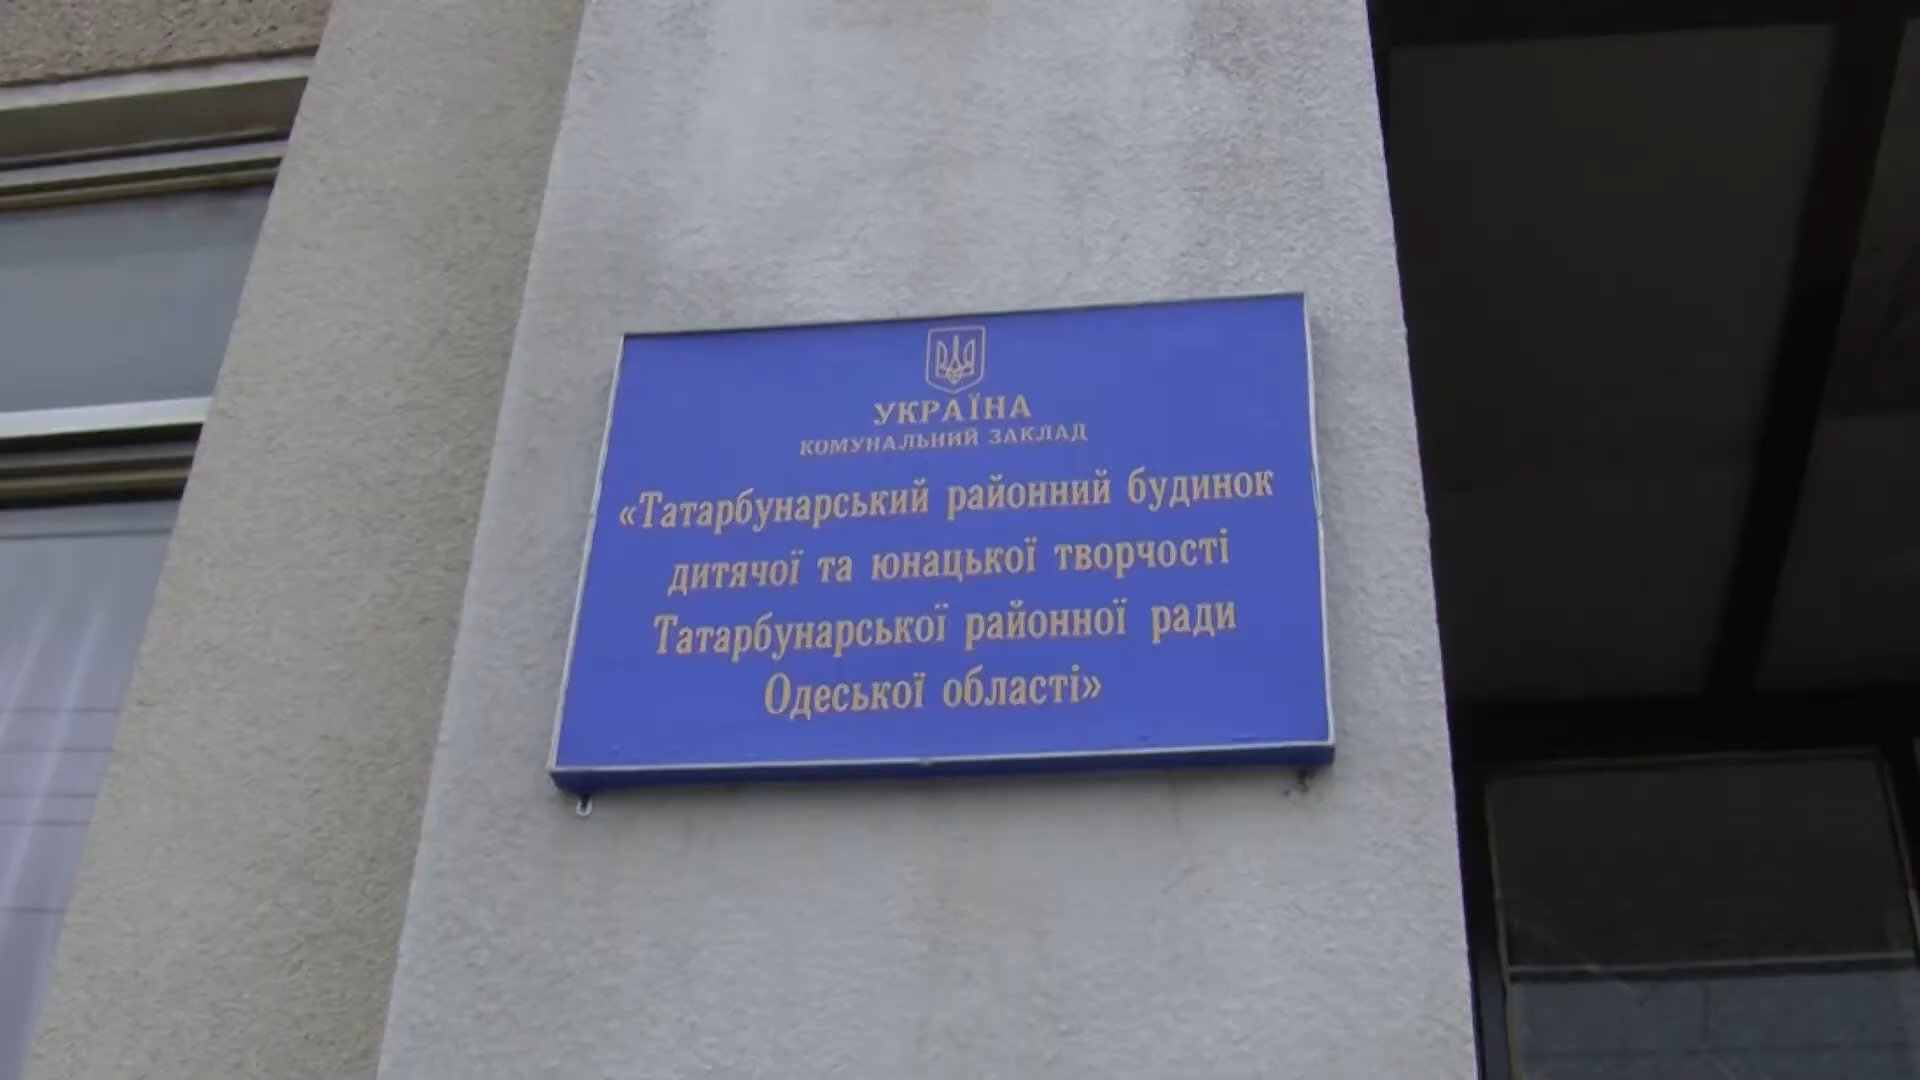 УКРАЇНА
КОМУНАЛЬНИЙ ЗАКЛАД
«Татарбунарський районний будинок
дитячої та юнацької творчості
Татарбунарської районної ради
Одеської області»